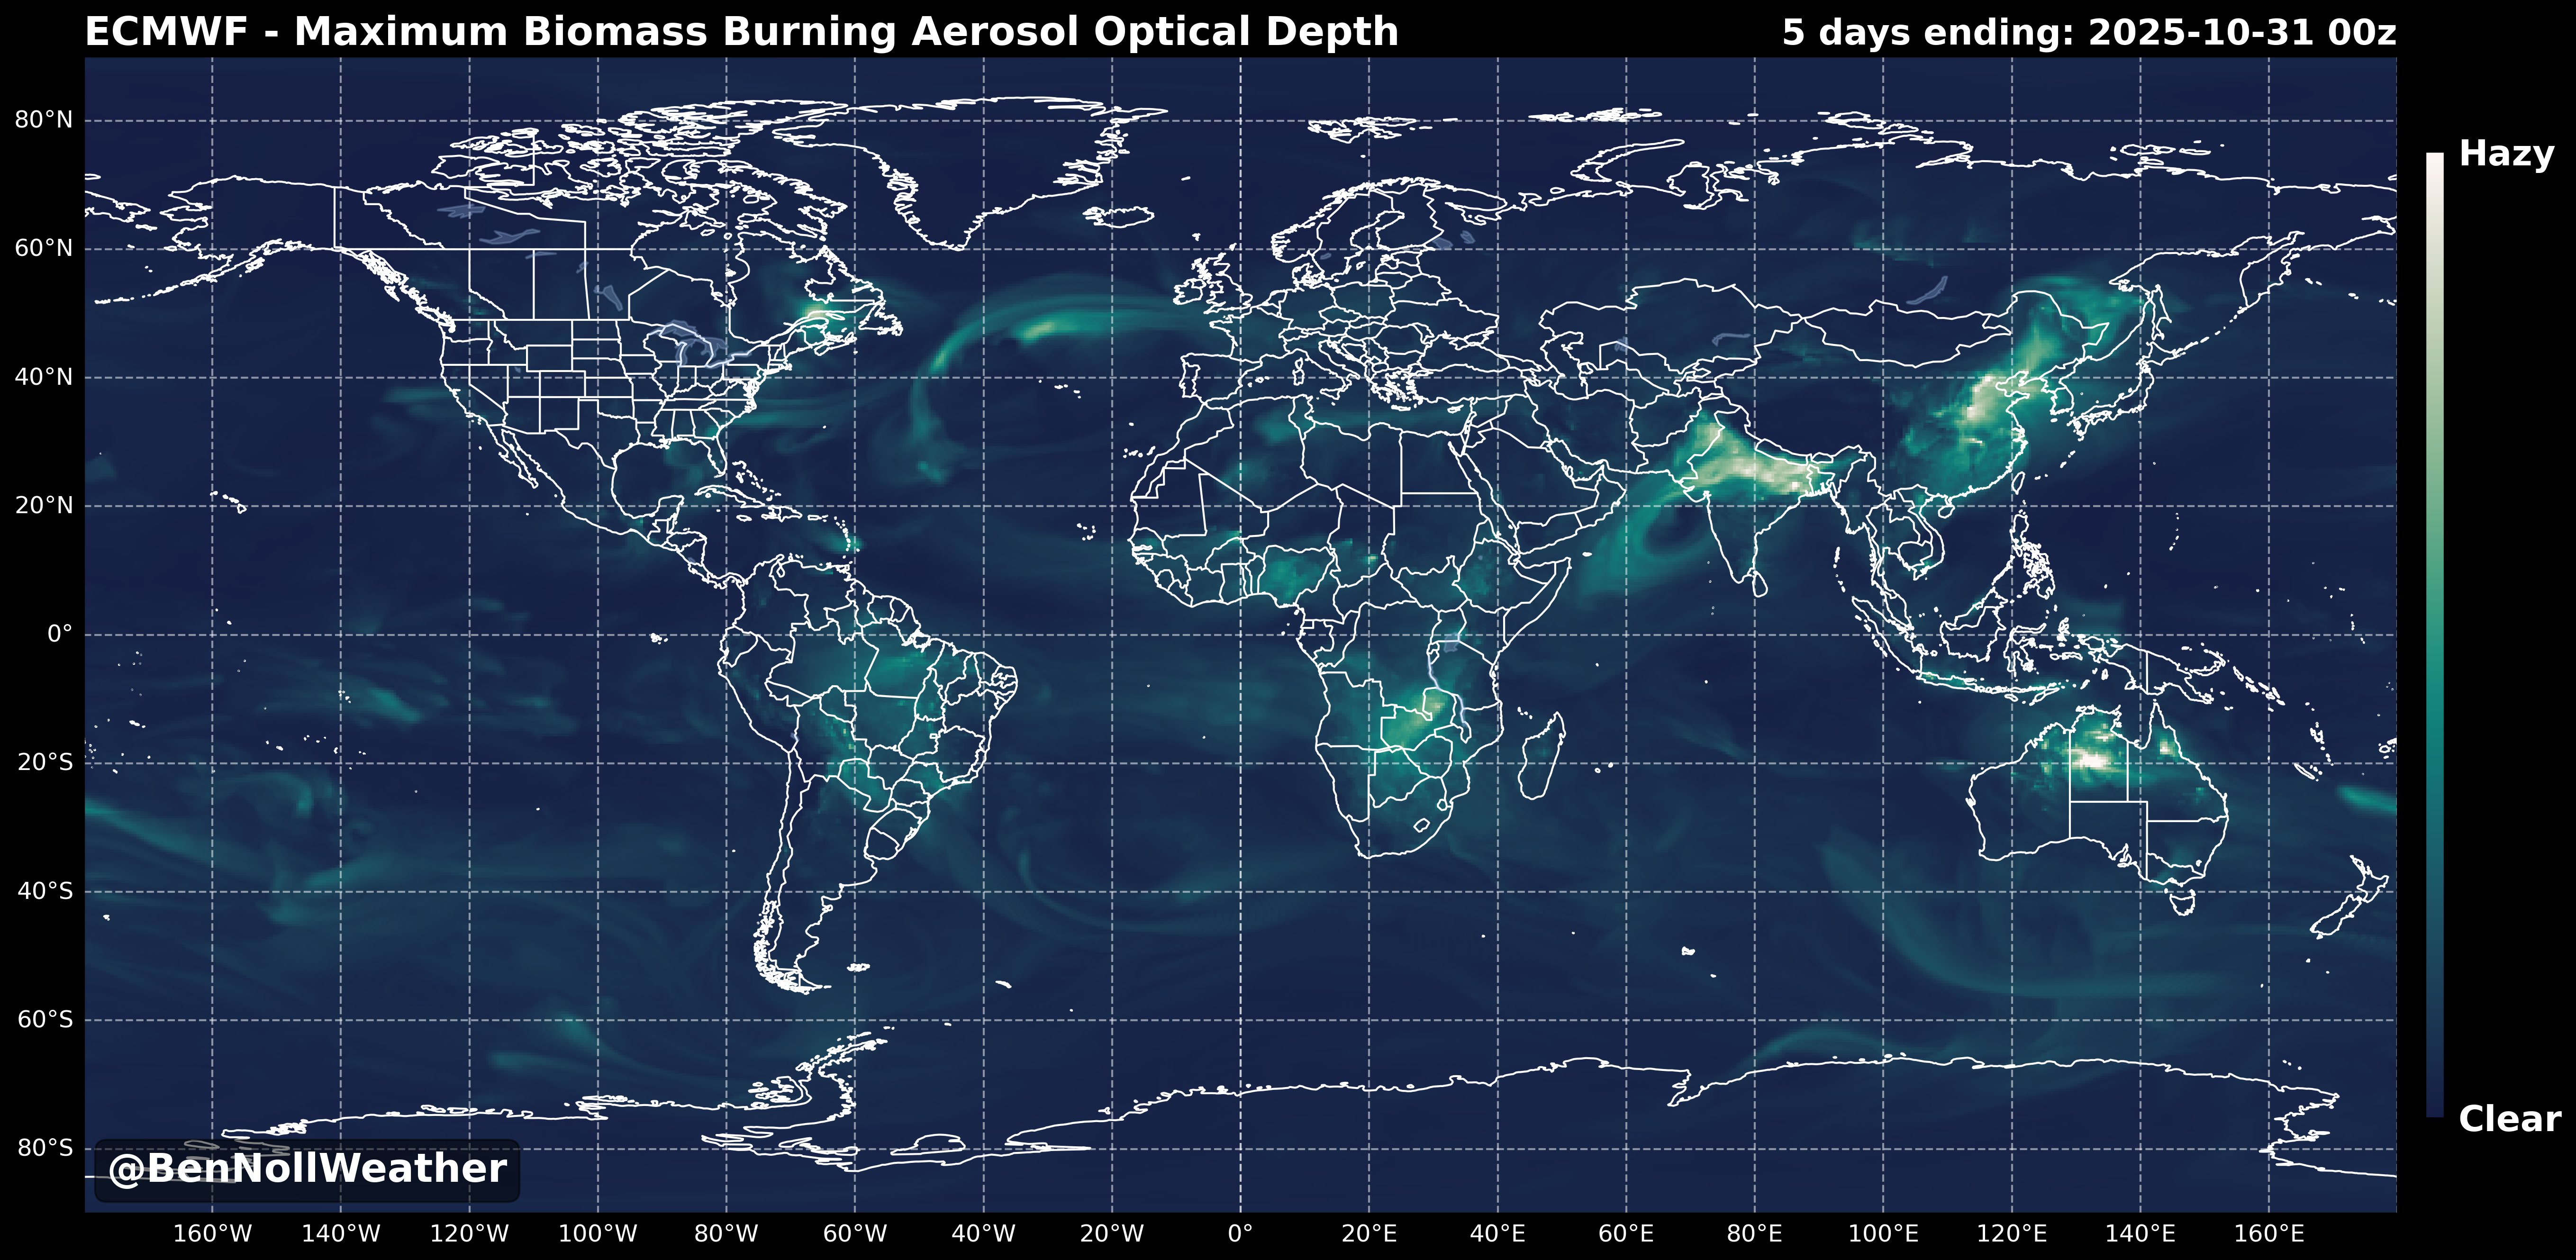 ECMWF - Maximum Biomass Burning Aerosol Optical Depth
5 days ending: 2025-10-31 00z
80°N
60°N
40°N
20°N
0°
20°S
40°S
60°S
80°S
Hazy
Clear
@BenNollWeather
160°W 140°W 120°W 100°W 80°W 60°W 40°W 20°W 0° 20°E 40°E 60°E 80°E 100°E 120°E 140°E 160°E